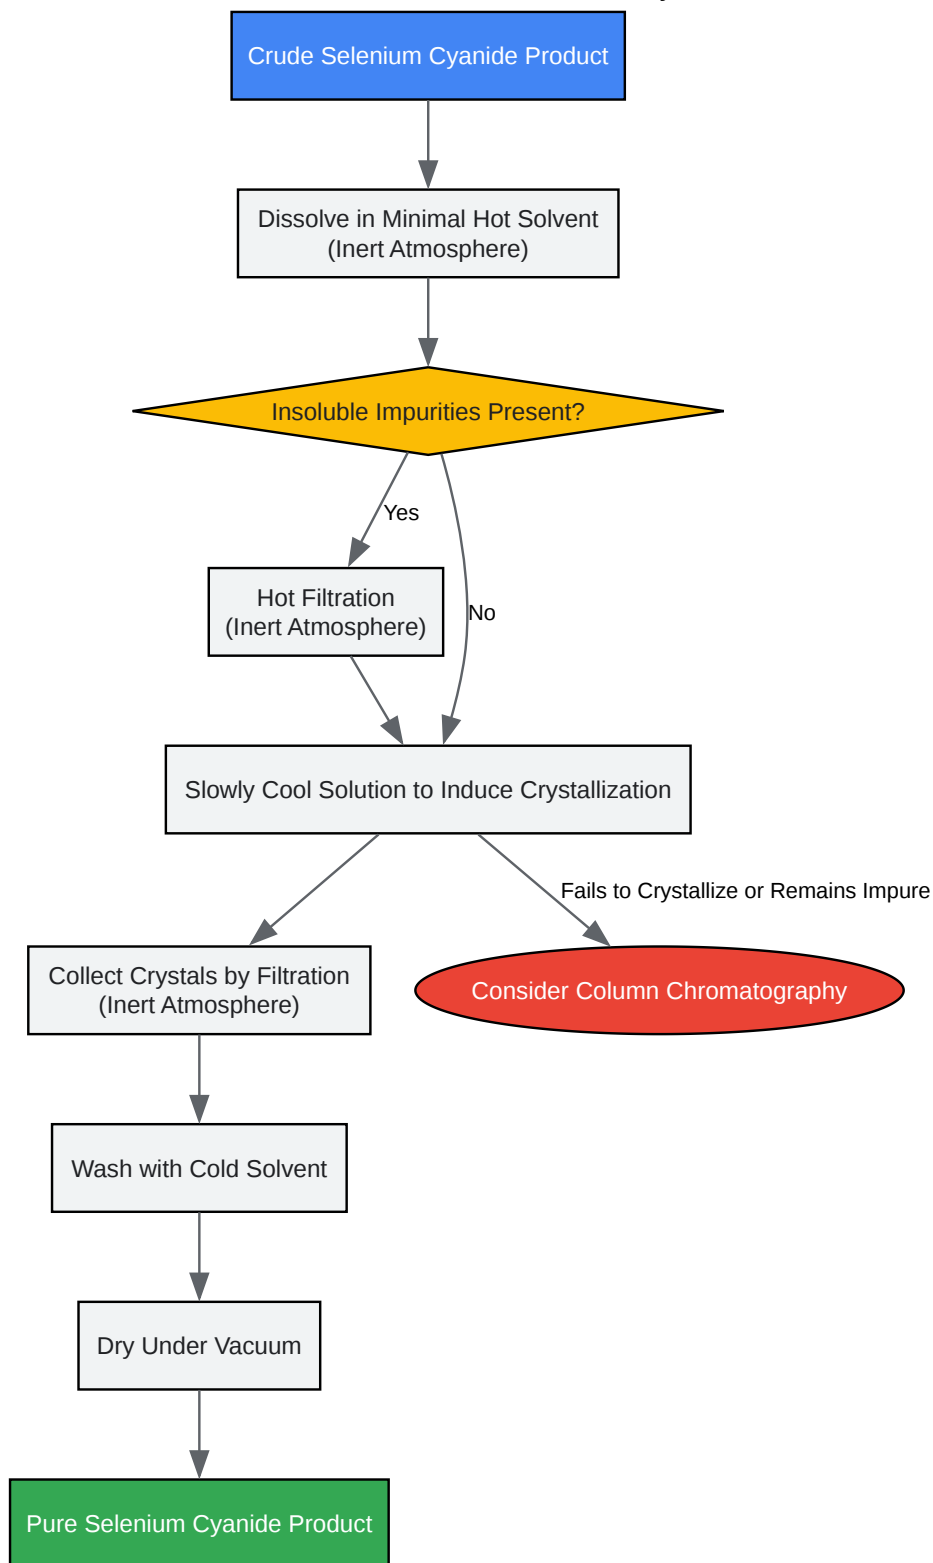 Crude Selenium Cyanide Product
Dissolve in Minimal Hot Solvent
(Inert Atmosphere)
Insoluble Impurities Present?
Yes
Hot Filtration
(Inert Atmosphere)
No
Slowly Cool Solution to Induce Crystallization
Fails to Crystallize or Remains Impure
Collect Crystals by Filtration
(Inert Atmosphere)
Consider Column Chromatography
Wash with Cold Solvent
Dry Under Vacuum
Pure Selenium Cyanide Product